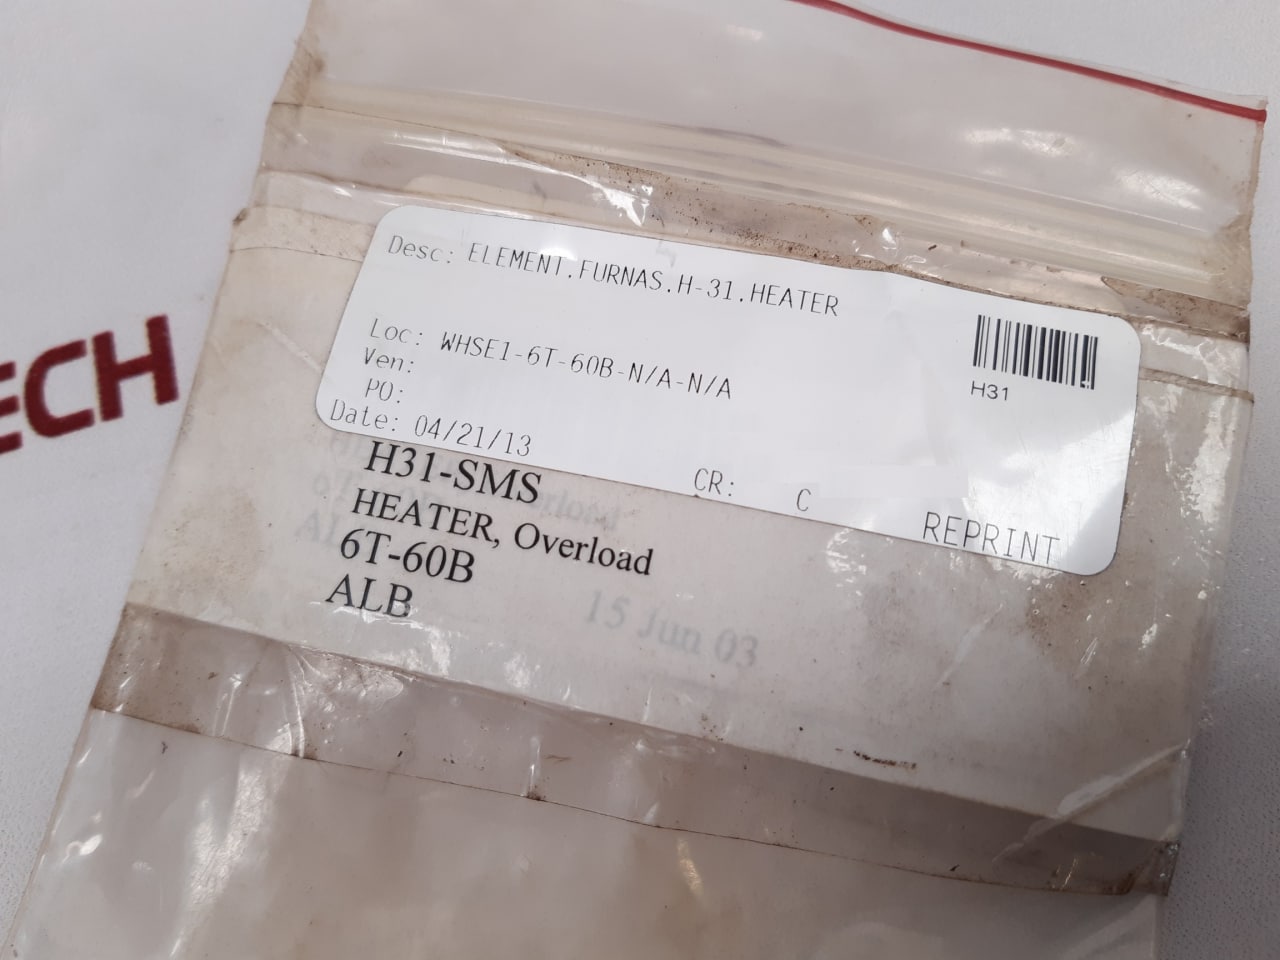 Desc: ELEMENT.FURNAS.H-31.HEATER
H31
Loc: WHSE1-6T-60B-N/A-N/A
Ven:
PO:
Date: 04/21/13
CR: C
REPRINT
H31-SMS
HEATER, Overload
6T-60B
ALB
15 Jun 03
ECH